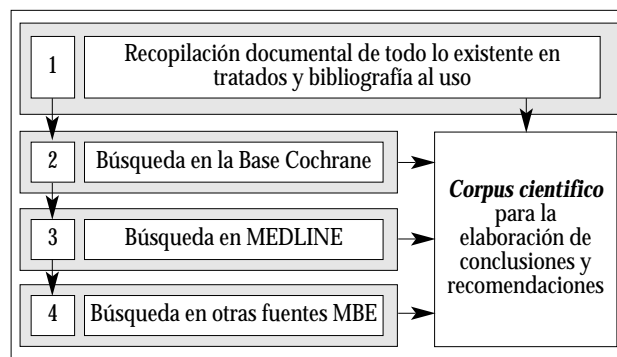 1
Recopilación documental de todo lo existente en
tratados y bibliografía al uso
2
Búsqueda en la Base Cochrane
3
Búsqueda en MEDLINE
4
Búsqueda en otras fuentes MBE
Corpus científico
para la
elaboración de
conclusiones y
recomendaciones